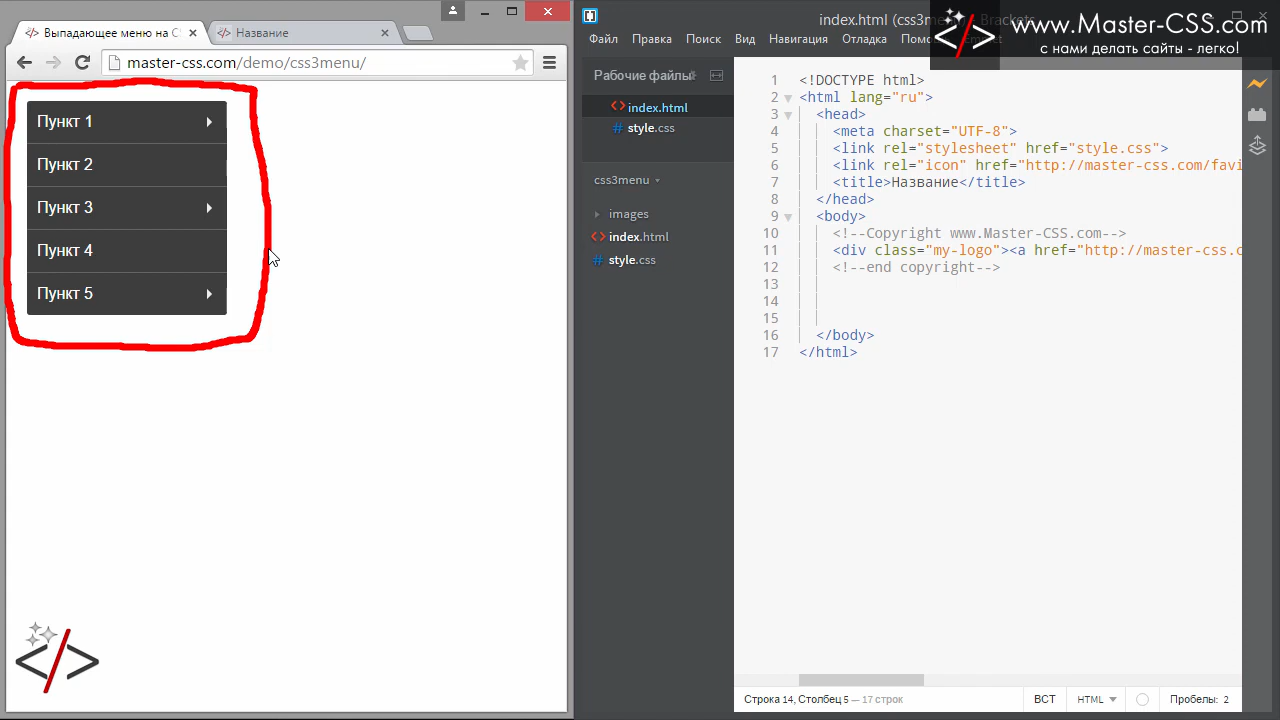 Выпадающее меню на C
Название
master-css.com/demo/css3menu/
Пункт 1
Пункт 2
Пункт 3
Пункт 4
Пункт 5
</>
index.html (css3menu) - Brackets
www.Master-CSS.com
с нами делать сайты - легко!
Файл Правка Поиск Вид Навигация Отладка
Рабочие файлы
<> index.html
# style.css
css3menu
images
<> index.html
# style.css
1 <!DOCTYPE html>
2 <html lang="ru">
3 <head>
4 <meta charset="UTF-8">
5 <link rel="stylesheet" href="style.css">
6 <link rel="icon" href="http://master-css.com/favi
7 <title>Название</title>
8 </head>
9 <body>
10 <!--Copyright www.Master-CSS.com-->
11 <div class="my-logo"><a href="http://master-css.c
12 <!--end copyright-->
13
14
15
16 </body>
17 </html>
Строка 14, Столбец 5 — 17 строк
ВСТ
HTML
Пробелы: 2